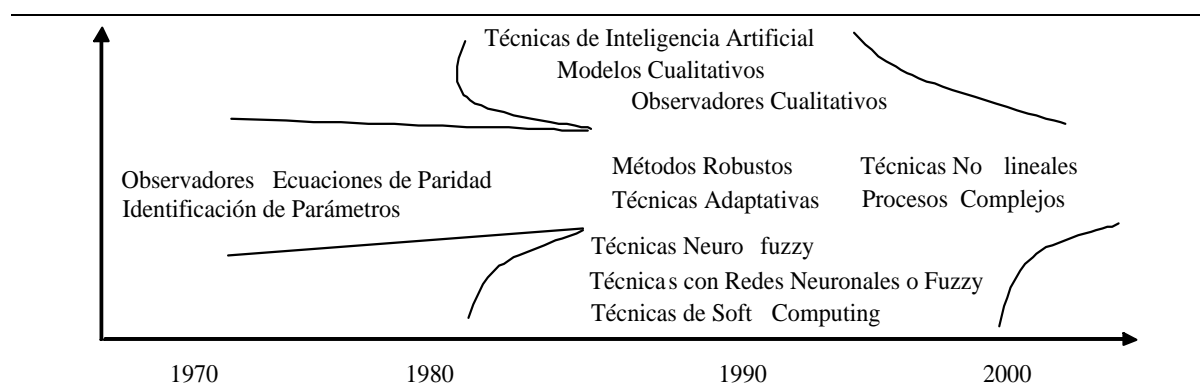 Técnicas de Inteligencia Artificial
Modelos Cualitativos
Observadores Cualitativos
Observadores Ecuaciones de Paridad
Identificación de Parámetros
Métodos Robustos
Técnicas Adaptativas
Técnicas No lineales
Procesos Complejos
Técnicas Neuro fuzzy
Técnicas con Redes Neuronales o Fuzzy
Técnicas de Soft Computing
1970 1980 1990 2000